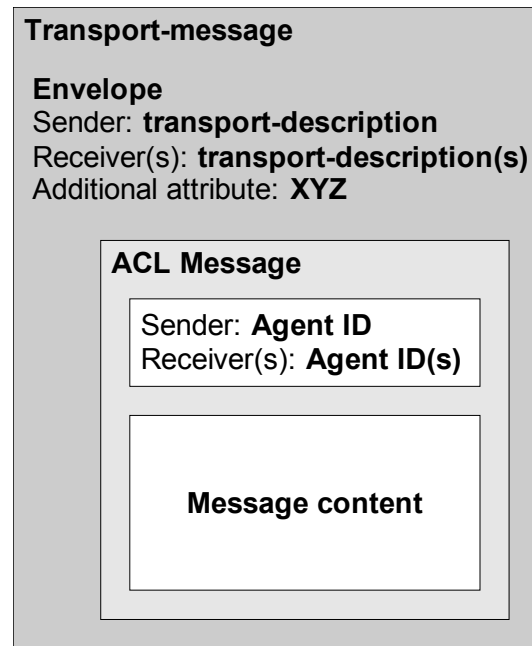 Transport-message
Envelope
Sender: transport-description
Receiver(s): transport-description(s)
Additional attribute: XYZ
ACL Message
Sender: Agent ID
Receiver(s): Agent ID(s)
Message content